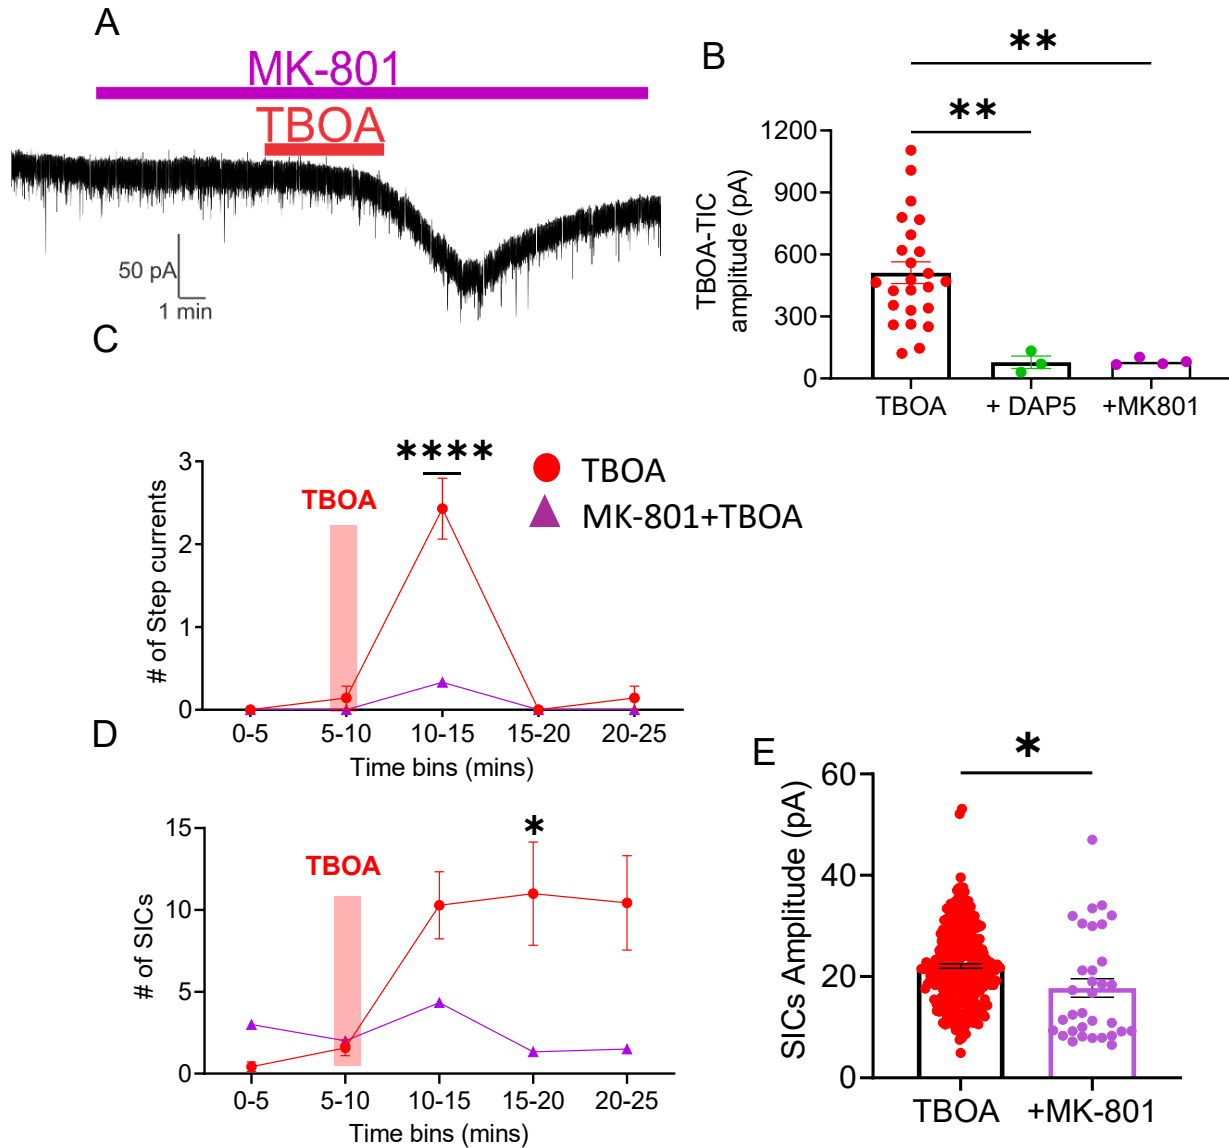 A
MK-801
TBOA
50 pA
1 min
B
**
**
TBOA-TIC
amplitude (pA)
1200
900
600
300
0
TBOA
+ DAP5
+MK801
C
****
TBOA
MK-801+TBOA
TBOA
# of Step currents
3
2
1
0
0-5
5-10
10-15
15-20
20-25
Time bins (mins)
D
*
TBOA
# of SICs
15
10
5
0
0-5
5-10
10-15
15-20
20-25
Time bins (mins)
E
*
SICs Amplitude (pA)
60
40
20
0
TBOA
+MK-801